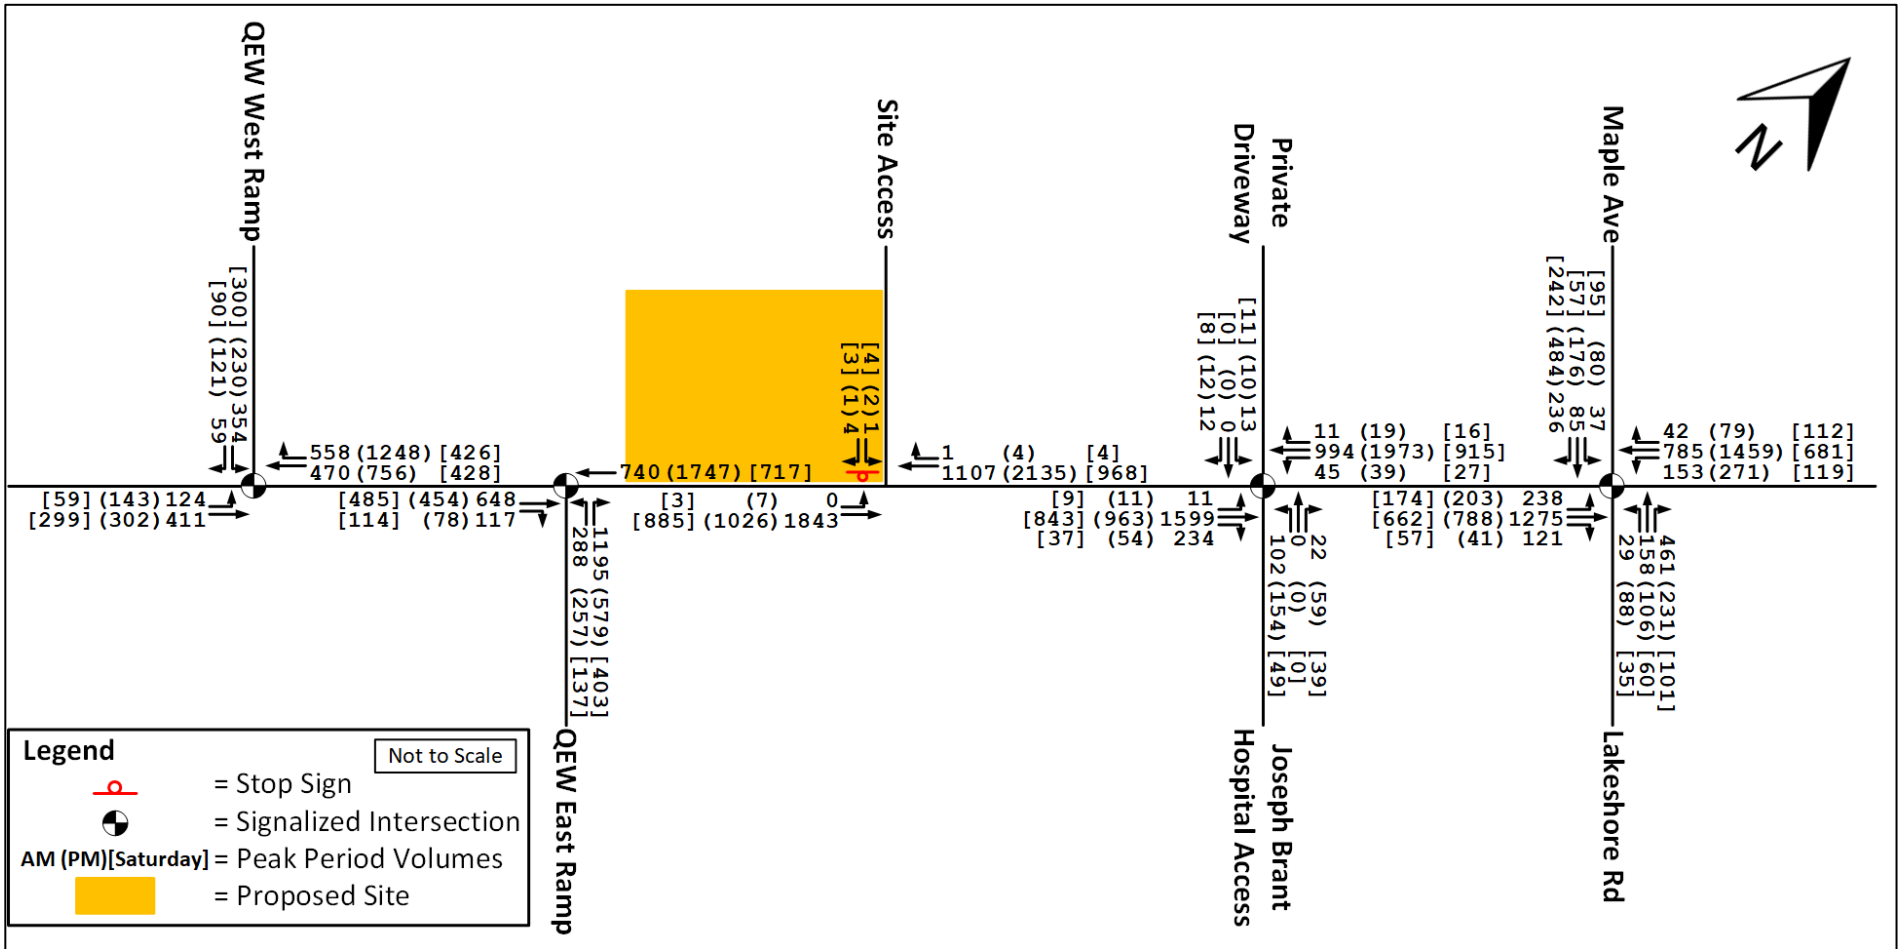 QEW West Ramp
Site Access
Private
Driveway
Maple Ave
N
[300] (230) 354
[90] (121) 59
558 (1248) [426]
470 (756) [428]
[59] (143) 124
[299] (302) 411
[485] (454) 648
[114] (78) 117
740 (1747) [717]
1195 (579) [403]
288 (257) [137]
[4] (2) 1
[3] (1) 4
[3] (7) 0
[885] (1026) 1843
1 (4) [4]
1107 (2135) [968]
[11] (10) 13
[0] (0) 0
[8] (12) 12
11 (19) [16]
994 (1973) [915]
45 (39) [27]
[9] (11) 11
[843] (963) 1599
[37] (54) 234
22 (59) [39]
0 (0) [0]
102 (154) [49]
[95] (80) 37
[57] (176) 85
[242] (484) 236
42 (79) [112]
785 (1459) [681]
153 (271) [119]
[174] (203) 238
[662] (788) 1275
[57] (41) 121
461 (231) [101]
158 (106) [60]
29 (88) [35]
QEW East Ramp
Joseph Brant
Hospital Access
Lakeshore Rd
Legend
Not to Scale
= Stop Sign
= Signalized Intersection
AM (PM)[Saturday] = Peak Period Volumes
= Proposed Site